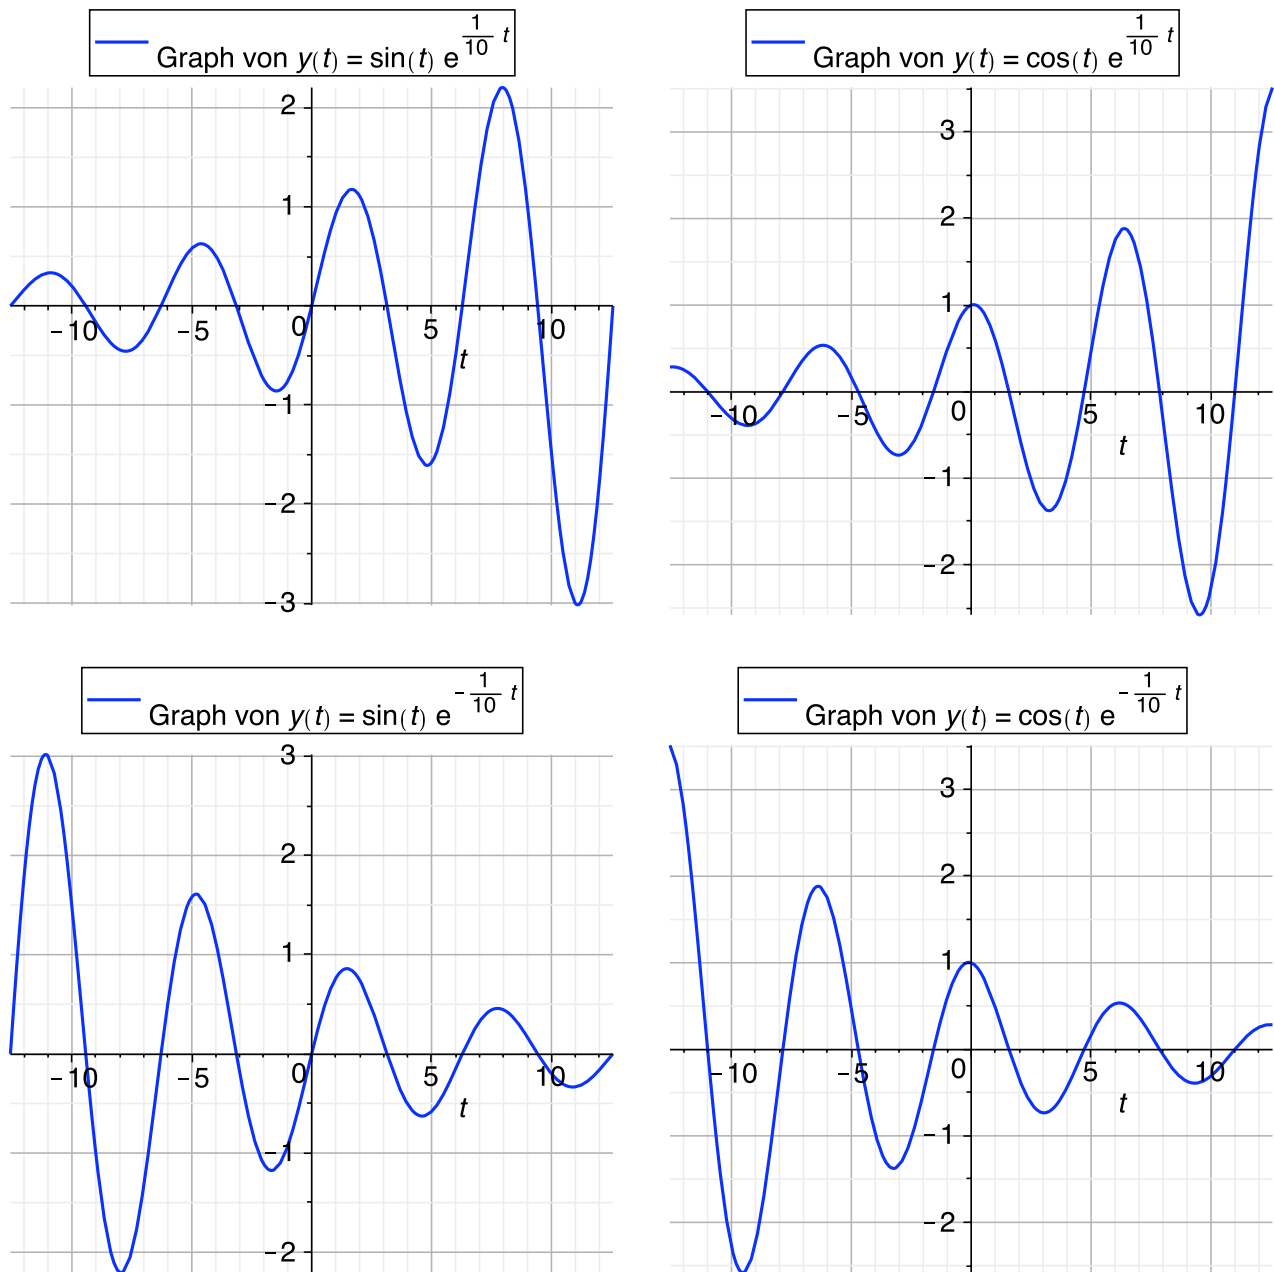 Graph von y(t) = sin(t) e^{1/10 t}
2
1
−10 −5 0 5 10
t
−1
−2
−3
Graph von y(t) = cos(t) e^{1/10 t}
3
2
1
−10 −5 0 5 10
t
−1
−2
Graph von y(t) = sin(t) e^{−1/10 t}
3
2
1
−10 −5 0 5 10
t
−1
−2
Graph von y(t) = cos(t) e^{−1/10 t}
3
2
1
−10 −5 0 5 10
t
−1
−2